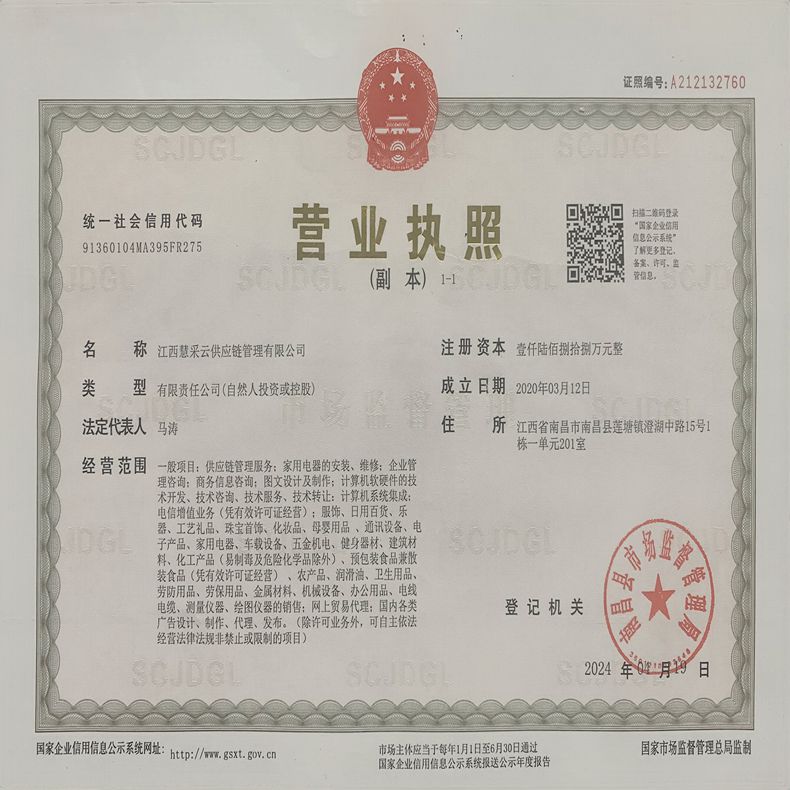 证照编号:A212132760
统一社会信用代码
91360104MA395FR275
营业执照
(副 本) 1-1
扫描二维码登录
“国家企业信用
信息公示系统”
了解更多登记、
备案、许可、监
管信息。
名 称 江西慧采云供应链管理有限公司
类 型 有限责任公司(自然人投资或控股)
法定代表人 马涛
经营范围 一般项目：供应链管理服务；家用电器的安装、维修；企业管
理咨询；商务信息咨询；图文设计及制作；计算机软硬件的技
术开发、技术咨询、技术服务、技术转让；计算机系统集成；
电信增值业务（凭有效许可证经营）；服饰、日用百货、乐
器、工艺礼品、珠宝首饰、化妆品、母婴用品 、通讯设备、电
子产品、家用电器、车载设备、五金机电、健身器材、建筑材
料、化工产品（易制毒及危险化学品除外）、预包装食品兼散
装食品（凭有效许可证经营） 、农产品、润滑油、卫生用品、
劳防用品、劳保用品、金属材料、机械设备、办公用品、电线
电缆、测量仪器、绘图仪器的销售；网上贸易代理；国内各类
广告设计、制作、代理、发布。（除许可业务外，可自主依法
经营法律法规非禁止或限制的项目）
注册资本 壹仟陆佰捌拾捌万元整
成立日期 2020年03月12日
住 所 江西省南昌市南昌县莲塘镇澄湖中路15号1
栋一单元201室
登记机关
南昌县市场监督管理局
2024 年 04 月 19 日
SCJDGL
市场监督管理
国家企业信用信息公示系统网址: http://www.gsxt.gov.cn
市场主体应当于每年1月1日至6月30日通过
国家企业信用信息公示系统报送公示年度报告
国家市场监督管理总局监制